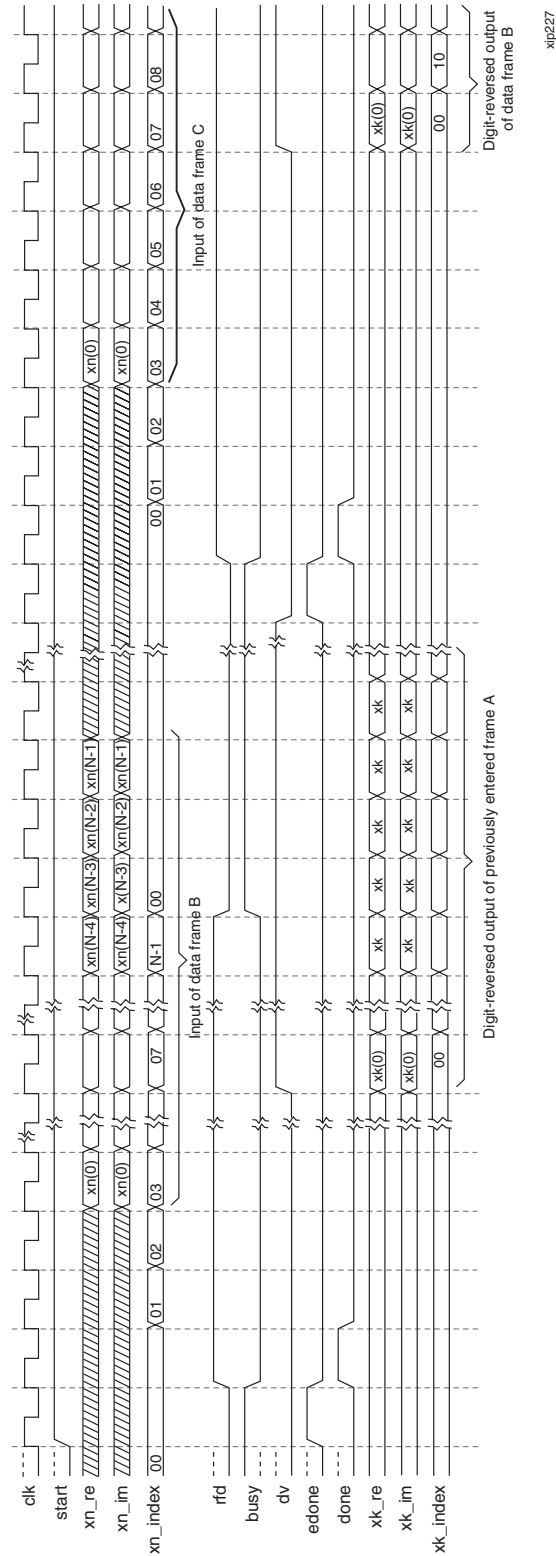 clk
start
xn_re
xn(0)
xn(N-4) xn(N-3) xn(N-2) xn(N-1)
xn(0)
xn_im
xn(0)
xn(N-4) x(N-3) xn(N-2) xn(N-1)
xn(0)
xn_index
00 01 02 03 07 N-1 00 00 01 02 03 04 05 06 07 08
Input of data frame B
Input of data frame C
rfd
busy
dv
edone
done
xk_re
xk(0) xk xk xk xk xk(0)
xk_im
xk(0) xk xk xk xk xk(0)
xk_index
00 00 10
Digit-reversed output of previously entered frame A
Digit-reversed output
of data frame B
xip227